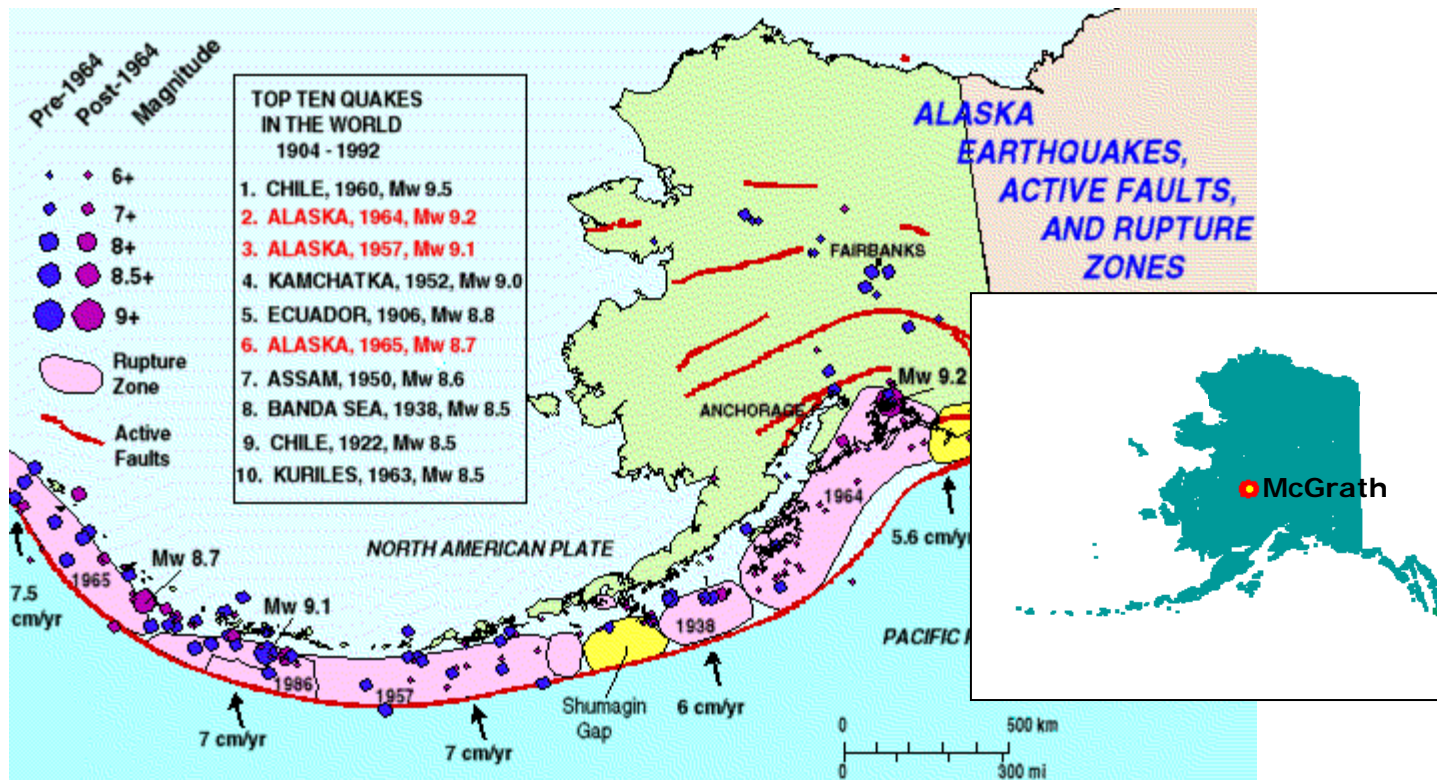 Pre-1964
Post-1964
Magnitude
6+
7+
8+
8.5+
9+
Rupture
Zone
Active
Faults
TOP TEN QUAKES
IN THE WORLD
1904 - 1992
1. CHILE, 1960, Mw 9.5
2. ALASKA, 1964, Mw 9.2
3. ALASKA, 1957, Mw 9.1
4. KAMCHATKA, 1952, Mw 9.0
5. ECUADOR, 1906, Mw 8.8
6. ALASKA, 1965, Mw 8.7
7. ASSAM, 1950, Mw 8.6
8. BANDA SEA, 1938, Mw 8.5
9. CHILE, 1922, Mw 8.5
10. KURILES, 1963, Mw 8.5
ALASKA
EARTHQUAKES,
ACTIVE FAULTS,
AND RUPTURE
ZONES
FAIRBANKS
Mw 9.2
ANCHORAGE
McGrath
1964
5.6 cm/yr
NORTH AMERICAN PLATE
Mw 8.7
1965
7.5
cm/yr
Mw 9.1
1938
PACIFIC
1986
1957
Shumagin
Gap
6 cm/yr
7 cm/yr
7 cm/yr
0
500 km
0
300 mi